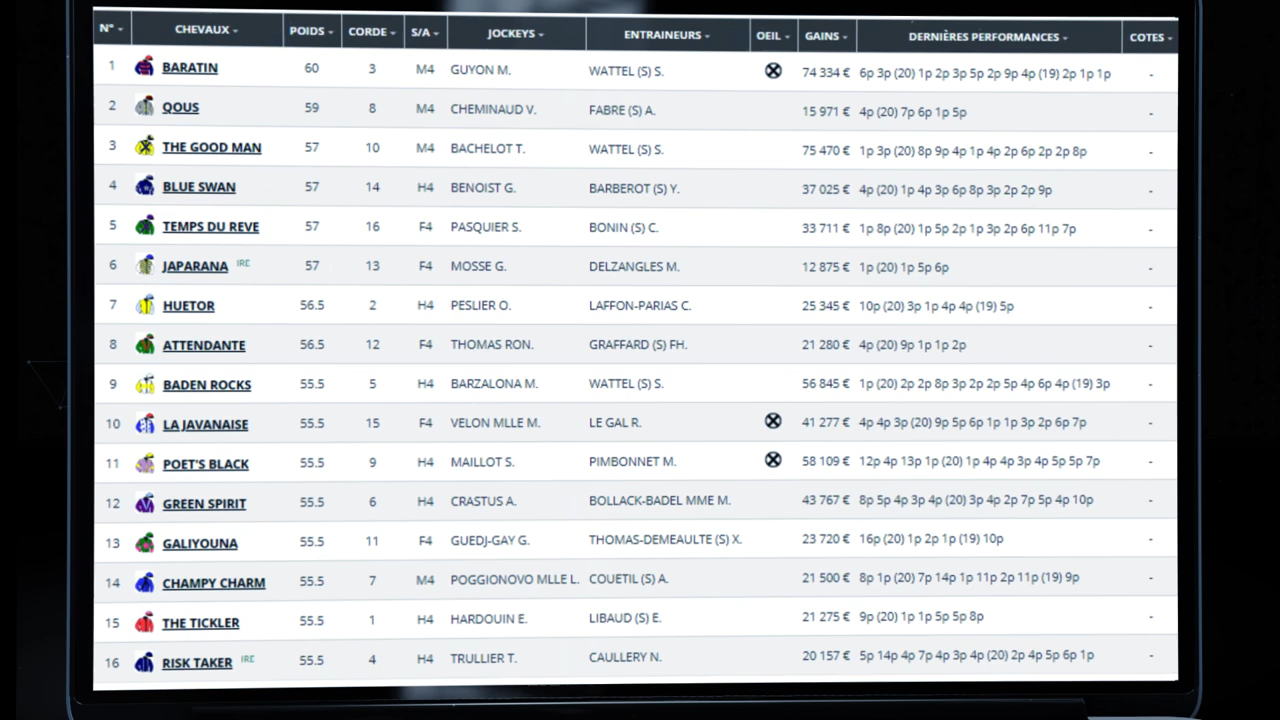 N° CHEVAUX POIDS CORDE S/A JOCKEYS ENTRAINEURS OEIL GAINS DERNIÈRES PERFORMANCES COTES
1 BARATIN 60 3 M4 GUYON M. WATTEL (S) S. 74 334 € 6p 3p (20) 1p 2p 3p 5p 2p 9p 4p (19) 2p 1p 1p -
2 QOUS 59 8 M4 CHEMINAUD V. FABRE (S) A. 15 971 € 4p (20) 7p 6p 1p 5p -
3 THE GOOD MAN 57 10 M4 BACHELOT T. WATTEL (S) S. 75 470 € 1p 3p (20) 8p 9p 4p 1p 4p 2p 6p 2p 2p 8p -
4 BLUE SWAN 57 14 H4 BENOIST G. BARBEROT (S) Y. 37 025 € 4p (20) 1p 4p 3p 6p 8p 3p 2p 2p 9p -
5 TEMPS DU REVE 57 16 F4 PASQUIER S. BONIN (S) C. 33 711 € 1p 8p (20) 1p 5p 2p 1p 3p 2p 6p 11p 7p -
6 JAPARANA IRE 57 13 F4 MOSSE G. DELZANGLES M. 12 875 € 1p (20) 1p 5p 6p -
7 HUETOR 56.5 2 H4 PESLIER O. LAFFON-PARIAS C. 25 345 € 10p (20) 3p 1p 4p 4p (19) 5p -
8 ATTENDANTE 56.5 12 F4 THOMAS RON. GRAFFARD (S) FH. 21 280 € 4p (20) 9p 1p 1p 2p -
9 BADEN ROCKS 55.5 5 H4 BARZALONA M. WATTEL (S) S. 56 845 € 1p (20) 2p 2p 8p 3p 2p 2p 5p 4p 6p 4p (19) 3p -
10 LA JAVANAISE 55.5 15 F4 VELON MLLE M. LE GAL R. 41 277 € 4p 4p 3p (20) 9p 5p 6p 1p 1p 3p 2p 6p 7p -
11 POET'S BLACK 55.5 9 H4 MAILLOT S. PIMBONNET M. 58 109 € 12p 4p 13p 1p (20) 1p 4p 4p 3p 4p 5p 5p 7p -
12 GREEN SPIRIT 55.5 6 H4 CRASTUS A. BOLLACK-BADEL MME M. 43 767 € 8p 5p 4p 3p 4p (20) 3p 4p 2p 7p 5p 4p 10p -
13 GALIYOUNA 55.5 11 F4 GUEDJ-GAY G. THOMAS-DEMEAULTE (S) X. 23 720 € 16p (20) 1p 2p 1p (19) 10p -
14 CHAMPY CHARM 55.5 7 M4 POGGIONOVO MLLE L. COUETIL (S) A. 21 500 € 8p 1p (20) 7p 14p 1p 11p 2p 11p (19) 9p -
15 THE TICKLER 55.5 1 H4 HARDOUIN E. LIBAUD (S) E. 21 275 € 9p (20) 1p 1p 5p 5p 8p -
16 RISK TAKER IRE 55.5 4 H4 TRULLIER T. CAULLERY N. 20 157 € 5p 14p 4p 7p 4p 3p 4p (20) 2p 4p 5p 6p 1p -